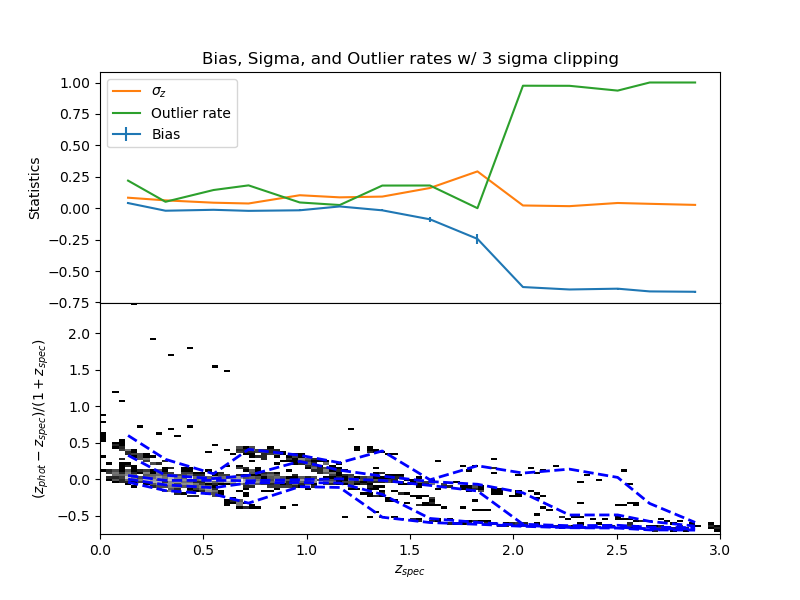 Bias, Sigma, and Outlier rates w/ 3 sigma clipping
1.00
0.75
0.50
0.25
0.00
−0.25
−0.50
−0.75
Statistics
σz
Outlier rate
Bias
2.0
1.5
1.0
0.5
0.0
−0.5
(zphot − zspec)/(1 + zspec)
0.0 0.5 1.0 1.5 2.0 2.5 3.0
zspec